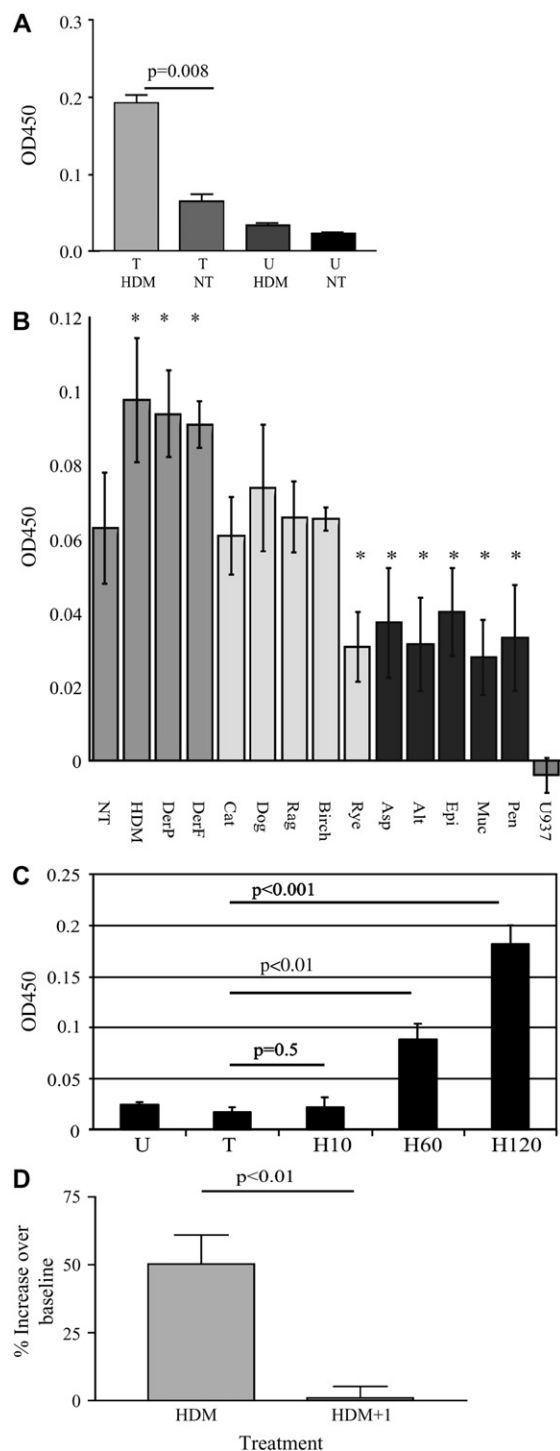 A
0.3
p=0.008
0.2
OD450
0.1
0.0
T T U U
HDM NT HDM NT
B
0.12
* * *
0.1
0.08
OD450
0.06
* * * * * *
0.04
0.02
0
NT HDM DerP DerF Cat Dog Rag Birch Rye Asp Alt Epi Muc Pen U937
C
0.25
p<0.001
0.2
OD450
p<0.01
0.15
0.1
p=0.5
0.05
0
U T H10 H60 H120
D
p<0.01
75
% Increase over
baseline
50
25
0
HDM HDM+1
Treatment